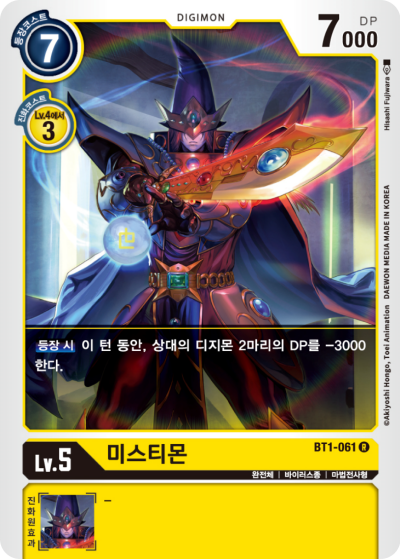 등장코스트
7
DIGIMON
DP
7000
진화코스트
Lv.4에서
3
Hisashi Fujiwara
©Akiyoshi Hongo, Toei Animation DAEWON MEDIA MADE IN KOREA
등장 시 이 턴 동안, 상대의 디지몬 2마리의 DP를 -3000
한다.
BT1-061 R
Lv.5
미스티몬
완전체 | 바이러스종 | 마법전사형
진화원효과
-